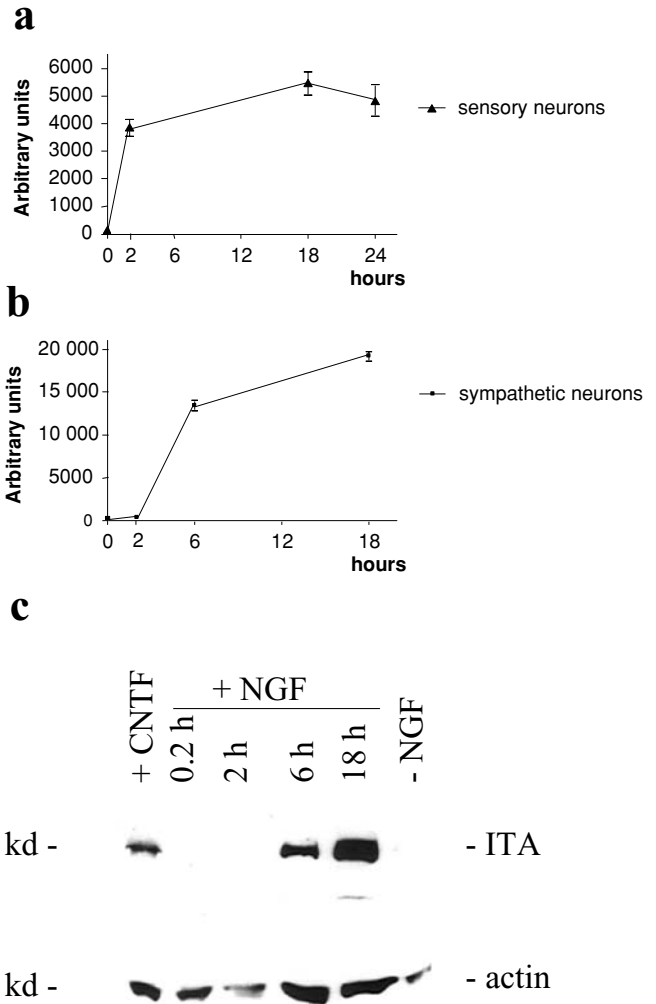 a
Arbitrary units
6000
5000
4000
3000
2000
1000
0
0 2 6 12 18 24
hours
sensory neurons
b
Arbitrary units
20 000
15 000
10 000
5000
0
0 2 6 12 18
hours
sympathetic neurons
c
+ CNTF
+ NGF
0.2 h
2 h
6 h
18 h
- NGF
kd - - ITA
kd - - actin